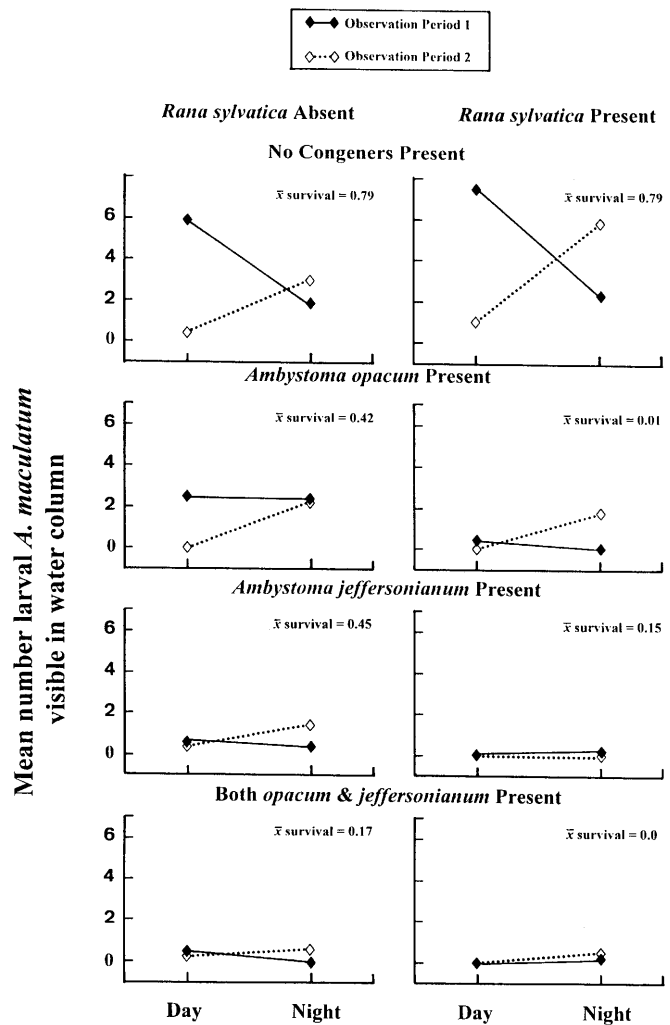 Observation Period 1
Observation Period 2
Rana sylvatica Absent
Rana sylvatica Present
No Congeners Present
x̄ survival = 0.79
x̄ survival = 0.79
6
4
2
0
Ambystoma opacum Present
x̄ survival = 0.42
x̄ survival = 0.01
6
4
2
0
Ambystoma jeffersonianum Present
x̄ survival = 0.45
x̄ survival = 0.15
6
4
2
0
Both opacum & jeffersonianum Present
x̄ survival = 0.17
x̄ survival = 0.0
6
4
2
0
Day
Night
Day
Night
Mean number larval A. maculatum
visible in water column